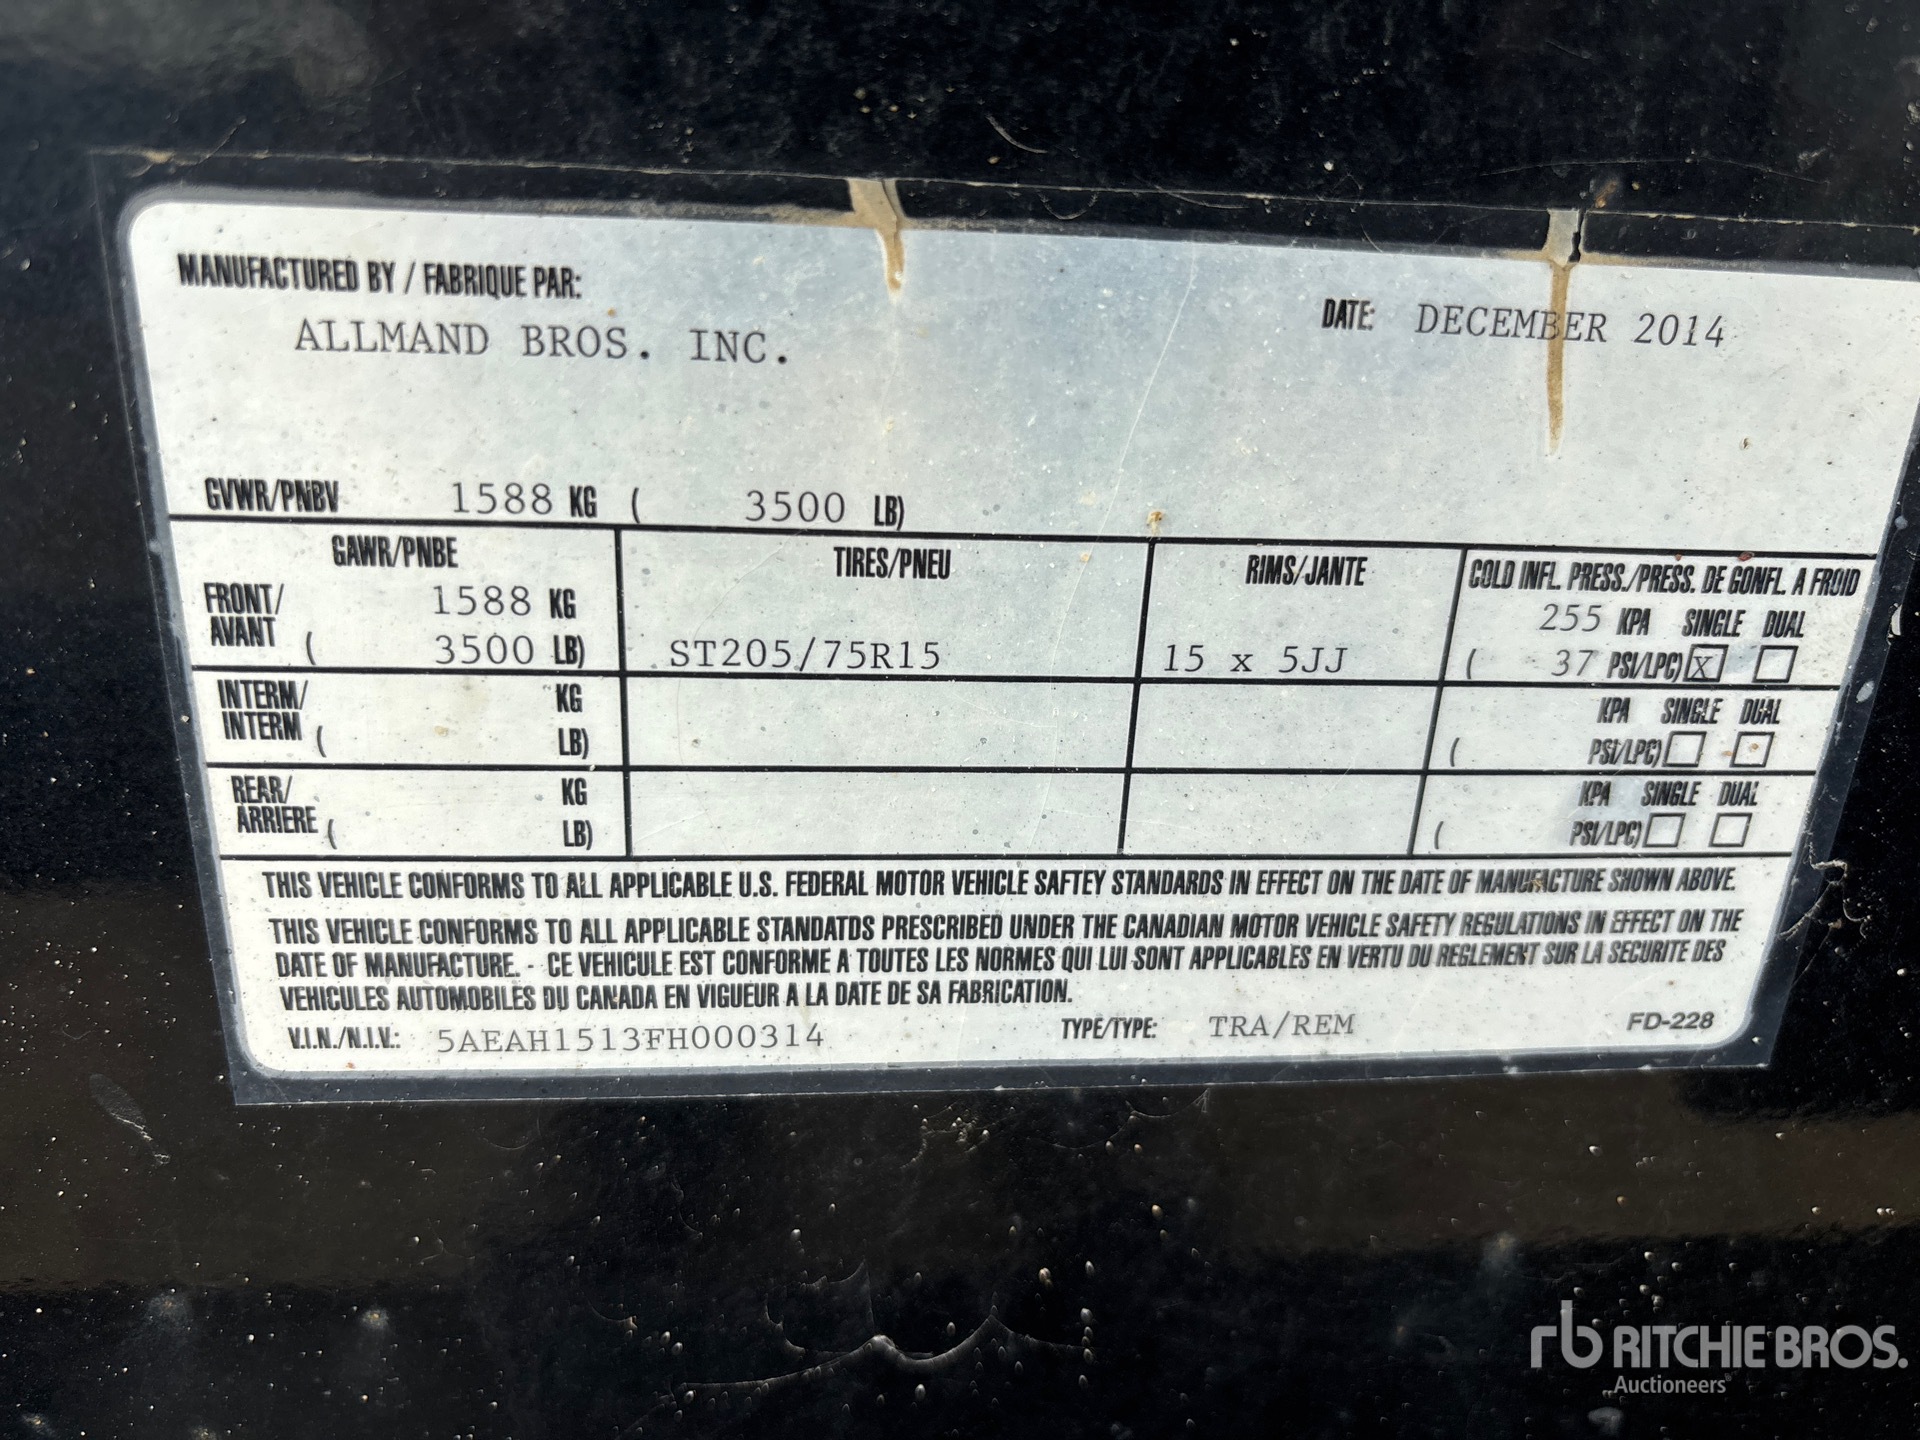 MANUFACTURED BY / FABRIQUE PAR:
ALLMAND BROS. INC.
DATE: DECEMBER 2014
GVWR/PNBV 1588 KG ( 3500 LB)
GAWR/PNBE TIRES/PNEU RIMS/JANTE COLD INFL. PRESS./PRESS. DE GONFL. A FROID
FRONT/ 1588 KG 255 KPA SINGLE DUAL
AVANT ( 3500 LB) ST205/75R15 15 x 5JJ ( 37 PSI/LPC) X
INTERM/ KG KPA SINGLE DUAL
INTERM ( LB) ( PSI/LPC)
REAR/ KG KPA SINGLE DUAL
ARRIERE ( LB) ( PSI/LPC)
THIS VEHICLE CONFORMS TO ALL APPLICABLE U.S. FEDERAL MOTOR VEHICLE SAFTEY STANDARDS IN EFFECT ON THE DATE OF MANUFACTURE SHOWN ABOVE.
THIS VEHICLE CONFORMS TO ALL APPLICABLE STANDATDS PRESCRIBED UNDER THE CANADIAN MOTOR VEHICLE SAFETY REGULATIONS IN EFFECT ON THE
DATE OF MANUFACTURE. - CE VEHICULE EST CONFORME A TOUTES LES NORMES QUI LUI SONT APPLICABLES EN VERTU DU REGLEMENT SUR LA SECURITE DES
VEHICULES AUTOMOBILES DU CANADA EN VIGUEUR A LA DATE DE SA FABRICATION.
V.I.N./N.I.V.: 5AEAH1513FH000314 TYPE/TYPE: TRA/REM FD-228
rb RITCHIE BROS.
Auctioneers